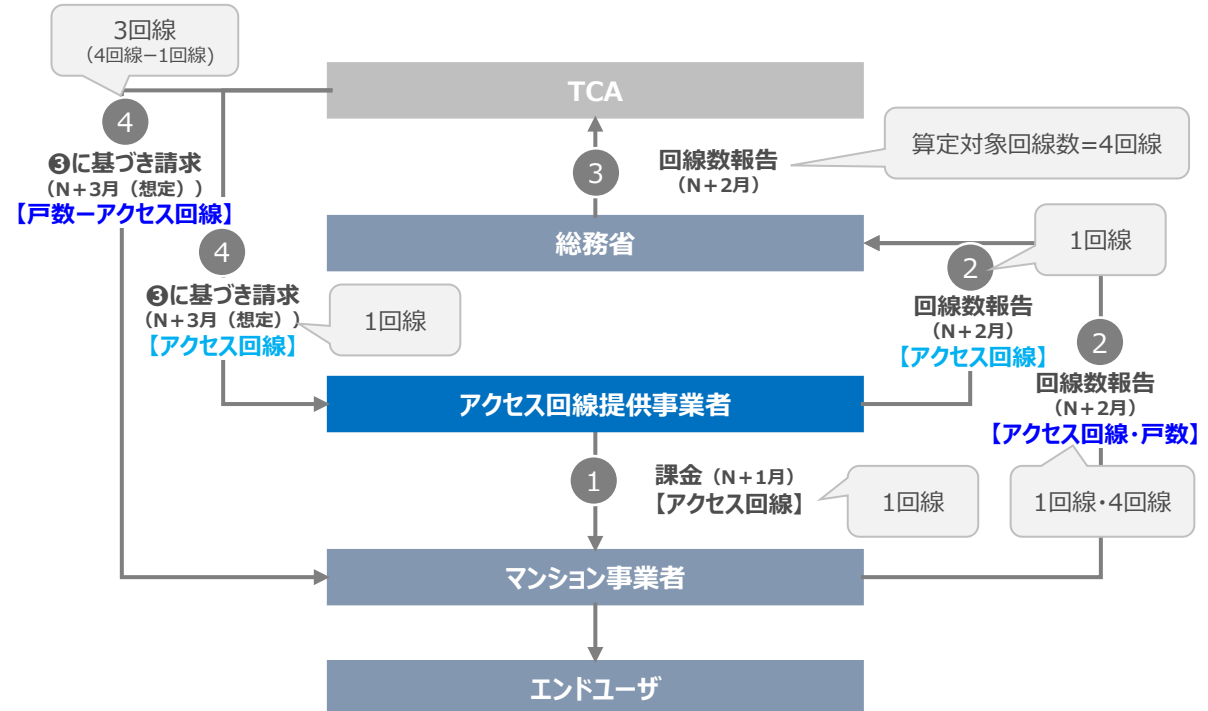 3回線
（4回線−1回線)
TCA
4
❸に基づき請求
（N＋3月（想定））
【戸数−アクセス回線】
3
回線数報告
（N＋2月）
算定対象回線数=4回線
総務省
4
❸に基づき請求
（N＋3月（想定））
【アクセス回線】
1回線
2
回線数報告
（N＋2月）
【アクセス回線】
1回線
2
回線数報告
（N＋2月）
【アクセス回線・戸数】
1回線・4回線
アクセス回線提供事業者
1
課金（N＋1月）
【アクセス回線】
1回線
マンション事業者
エンドユーザ